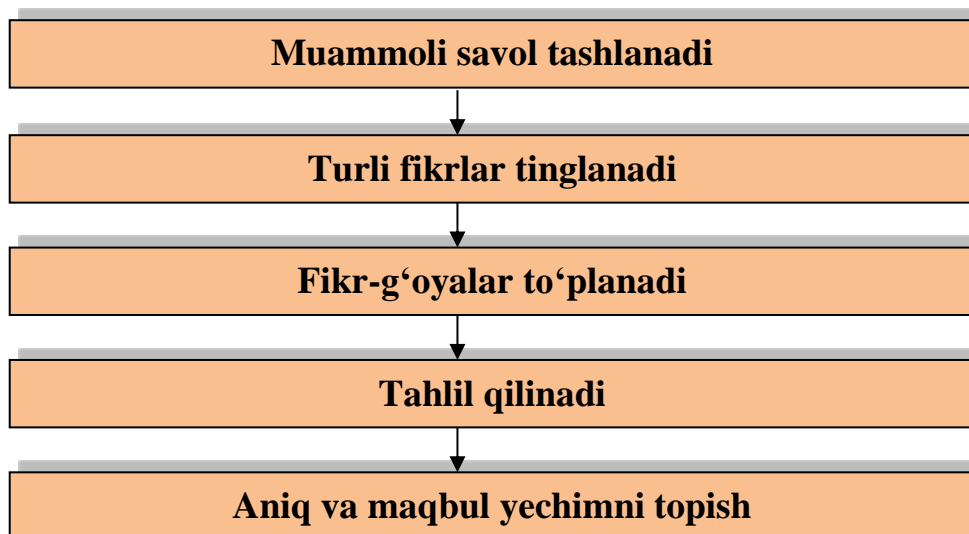 Muammoli savol tashlanadi
Turli fikrlar tinglanadi
Fikr-g‘oyalar to‘planadi
Tahlil qilinadi
Aniq va maqbul yechimni topish